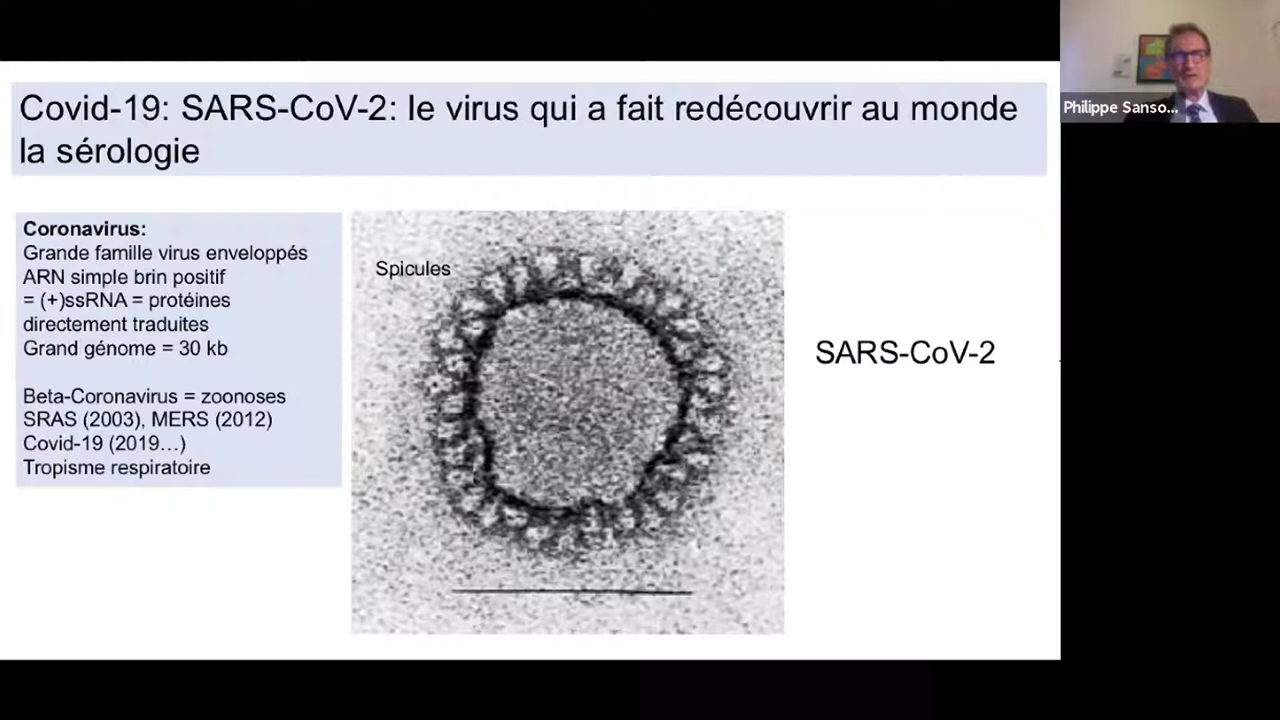 Covid-19: SARS-CoV-2: le virus qui a fait redécouvrir au monde
la sérologie
Coronavirus:
Grande famille virus enveloppés
ARN simple brin positif
= (+)ssRNA = protéines
directement traduites
Grand génome = 30 kb
Beta-Coronavirus = zoonoses
SRAS (2003), MERS (2012)
Covid-19 (2019…)
Tropisme respiratoire
Spicules
SARS-CoV-2
Philippe Sanso...